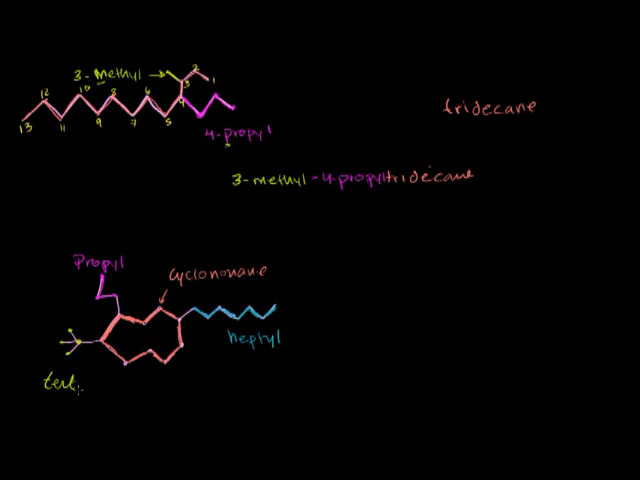 3-Methyl
2
1
3
12
10
8
6
4
13
11
9
7
5
4-propyl
tridecane
3-methyl-4-propyltridecane
Propyl
cyclononane
heptyl
tert.